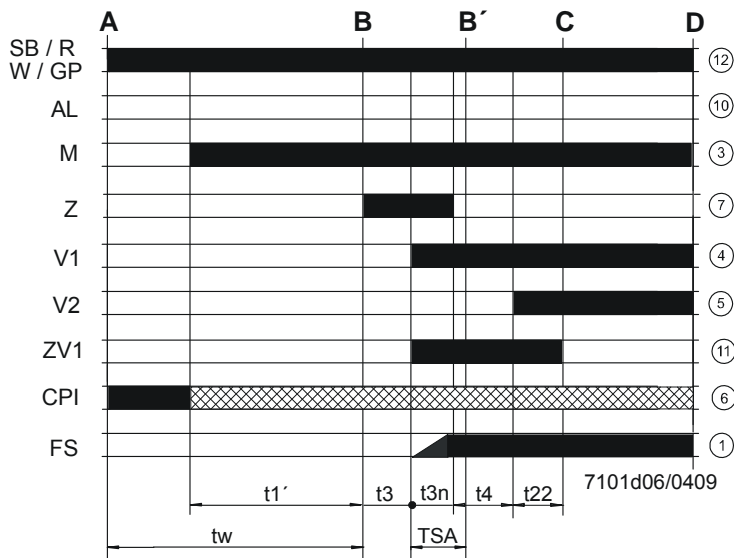 A B B´ C D
SB / R
W / GP 12
AL 10
M 3
Z 7
V1 4
V2 5
ZV1 11
CPI 6
FS 1
7101d06/0409
t1´ t3 t3n t4 t22
tw TSA